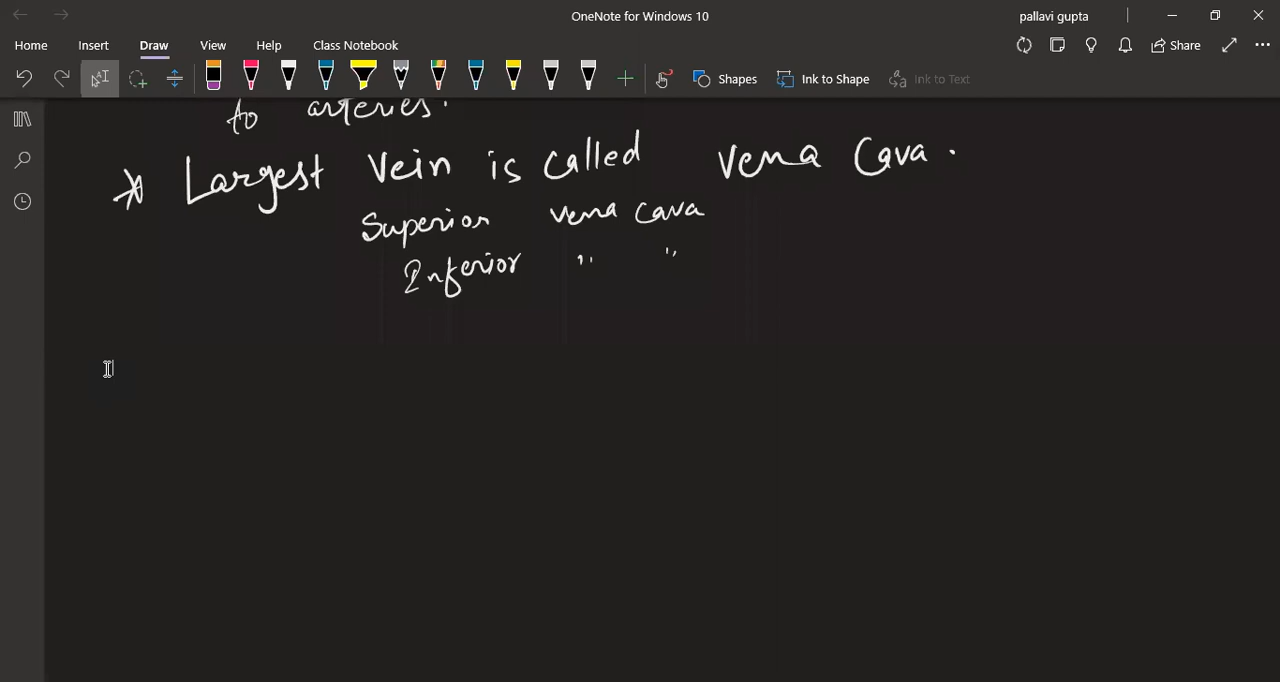 OneNote for Windows 10
pallavi gupta
Home Insert Draw View Help Class Notebook
Share
Shapes Ink to Shape Ink to Text
to arteries.
* Largest Vein is called Vena Cava.
Superior vena cava
Inferior " "